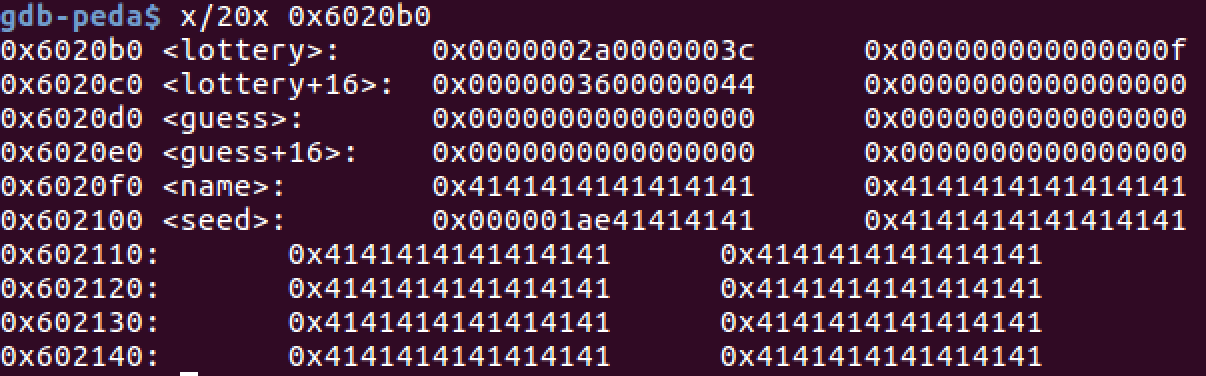 gdb-peda$ x/20x 0x6020b0
0x6020b0 <lottery>: 0x0000002a0000003c 0x000000000000000f
0x6020c0 <lottery+16>: 0x0000003600000044 0x0000000000000000
0x6020d0 <guess>: 0x0000000000000000 0x0000000000000000
0x6020e0 <guess+16>: 0x0000000000000000 0x0000000000000000
0x6020f0 <name>: 0x4141414141414141 0x4141414141414141
0x602100 <seed>: 0x000001ae41414141 0x4141414141414141
0x602110: 0x4141414141414141 0x4141414141414141
0x602120: 0x4141414141414141 0x4141414141414141
0x602130: 0x4141414141414141 0x4141414141414141
0x602140: 0x4141414141414141 0x4141414141414141